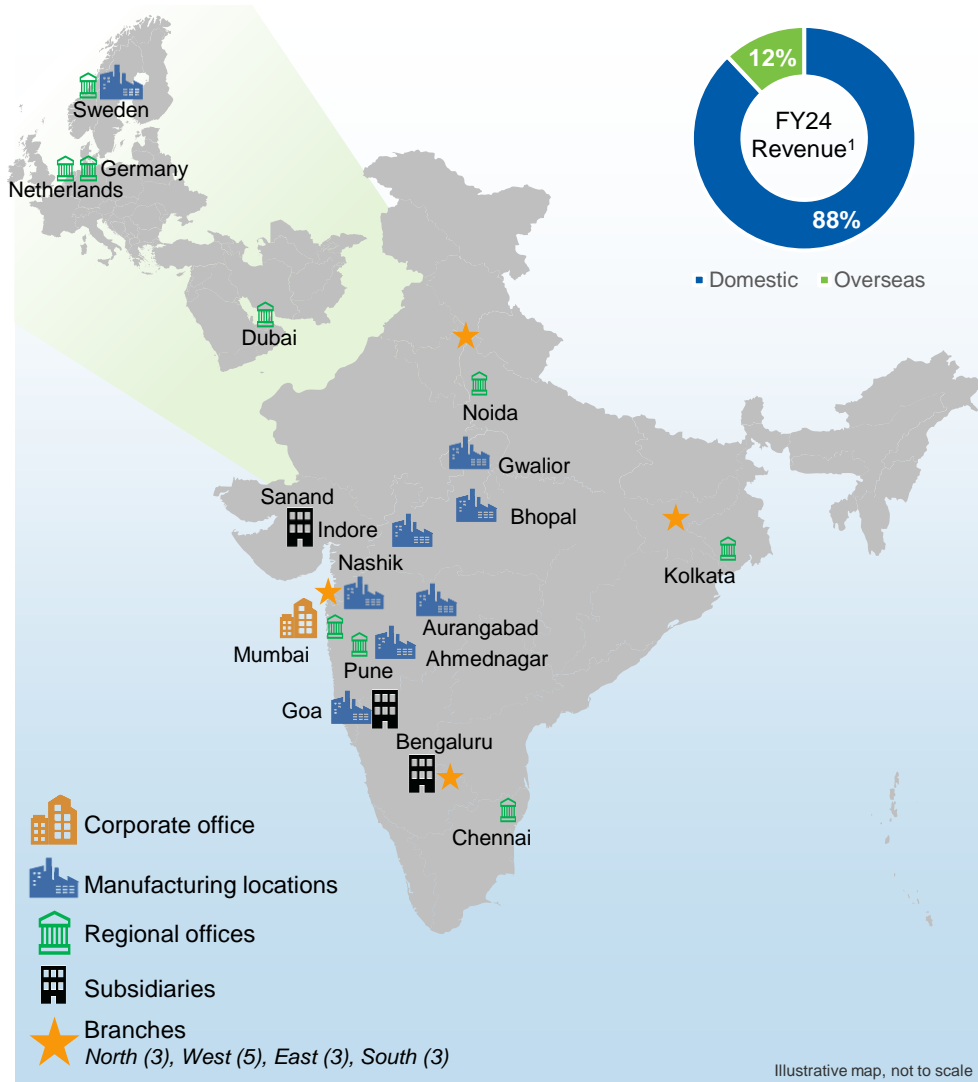 Sweden
Germany
Netherlands
Dubai
12%
FY24
Revenue1
88%
Domestic
Overseas
Noida
Gwalior
Sanand
Bhopal
Indore
Nashik
Kolkata
Aurangabad
Mumbai
Ahmednagar
Pune
Goa
Bengaluru
Chennai
Corporate office
Manufacturing locations
Regional offices
Subsidiaries
Branches
North (3), West (5), East (3), South (3)
Illustrative map, not to scale